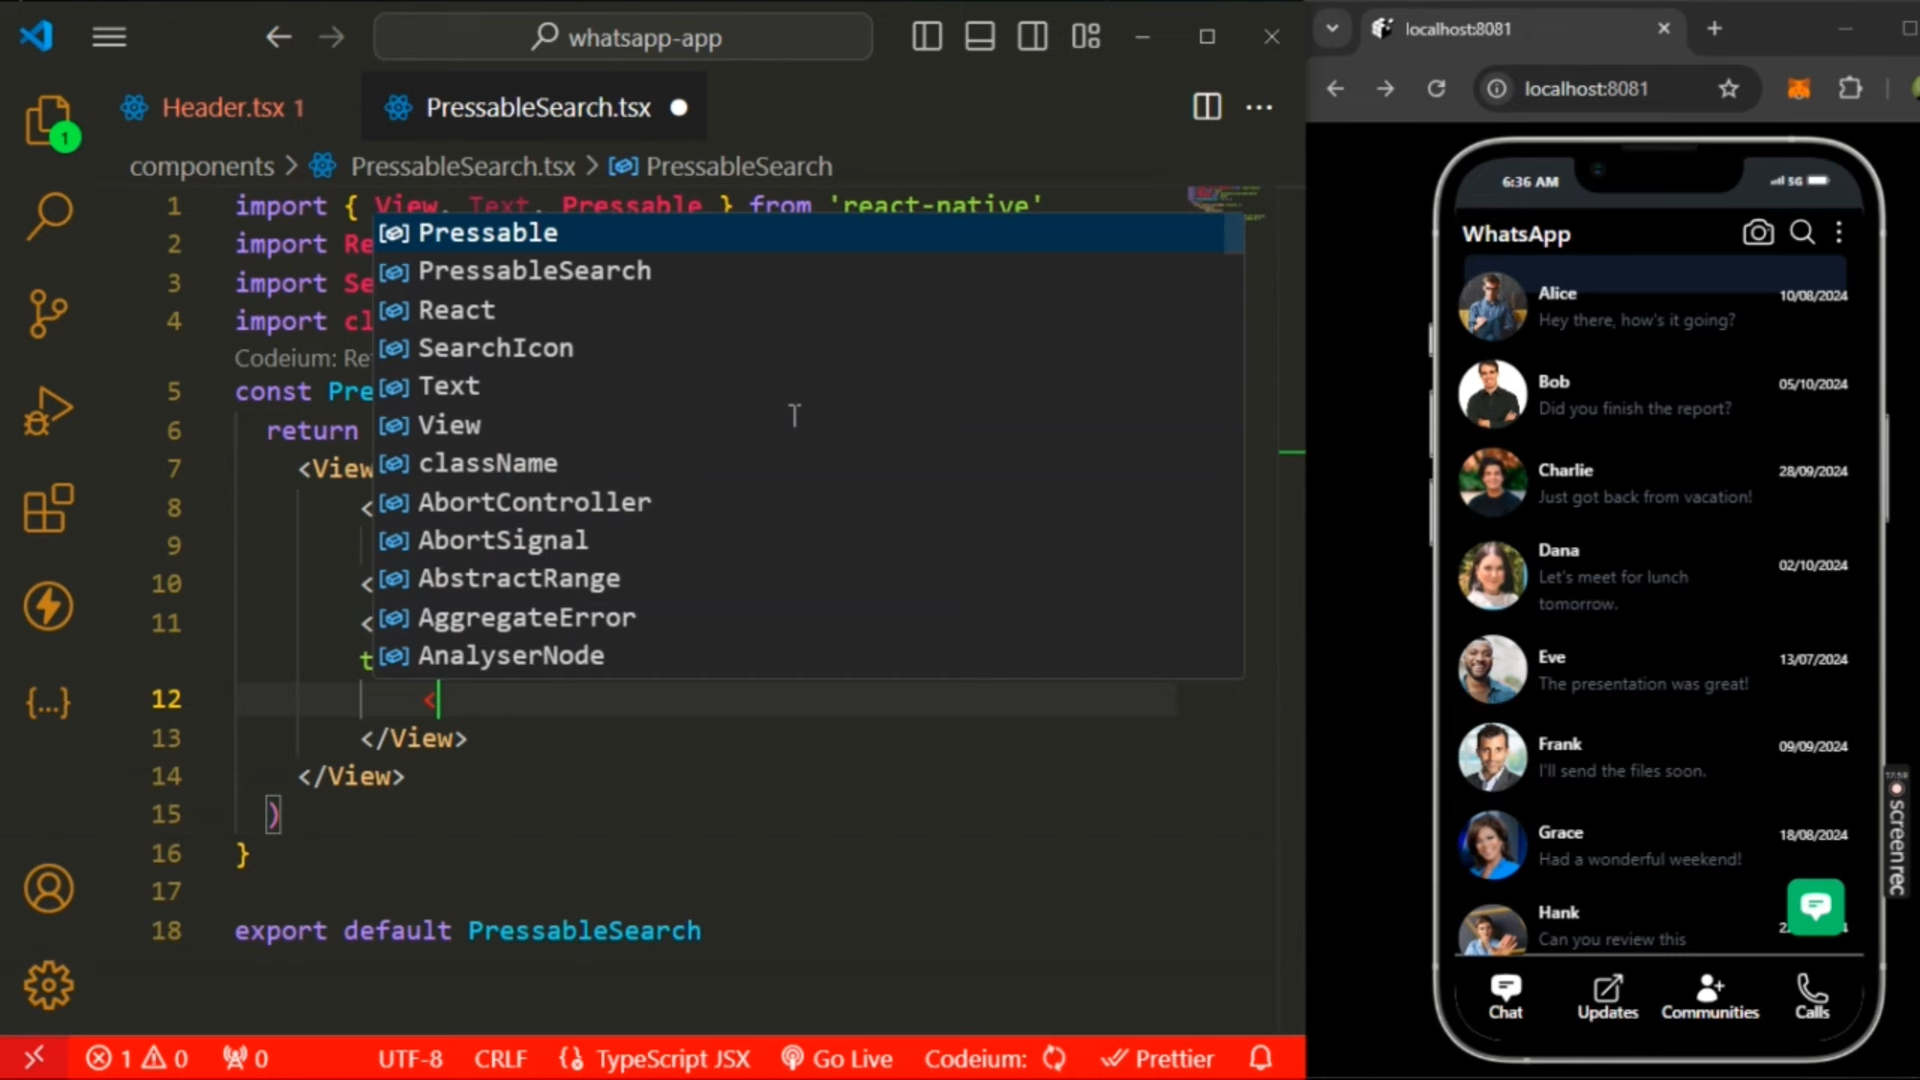 whatsapp-app
Header.tsx 1
PressableSearch.tsx
components > PressableSearch.tsx > PressableSearch
1 import { View, Text, Pressable } from 'react-native'
2 import Re
3 import Se
4 import cl
Codeium: Re
5 const Pre
6 return
7 <View
8 <
9
10 <
11 <
t
12 <
13 </View>
14 </View>
15 )
16 }
17
18 export default PressableSearch
Pressable
PressableSearch
React
SearchIcon
Text
View
className
AbortController
AbortSignal
AbstractRange
AggregateError
AnalyserNode
1
{...}
1 0 0 UTF-8 CRLF TypeScript JSX Go Live Codeium: Prettier
localhost:8081
localhost:8081
6:36 AM 5G
WhatsApp
Alice 10/08/2024
Hey there, how's it going?
Bob 05/10/2024
Did you finish the report?
Charlie 28/09/2024
Just got back from vacation!
Dana 02/10/2024
Let's meet for lunch
tomorrow.
Eve 13/07/2024
The presentation was great!
Frank 09/09/2024
I'll send the files soon.
Grace 18/08/2024
Had a wonderful weekend!
Hank
Can you review this
Chat Updates Communities Calls
screenrec